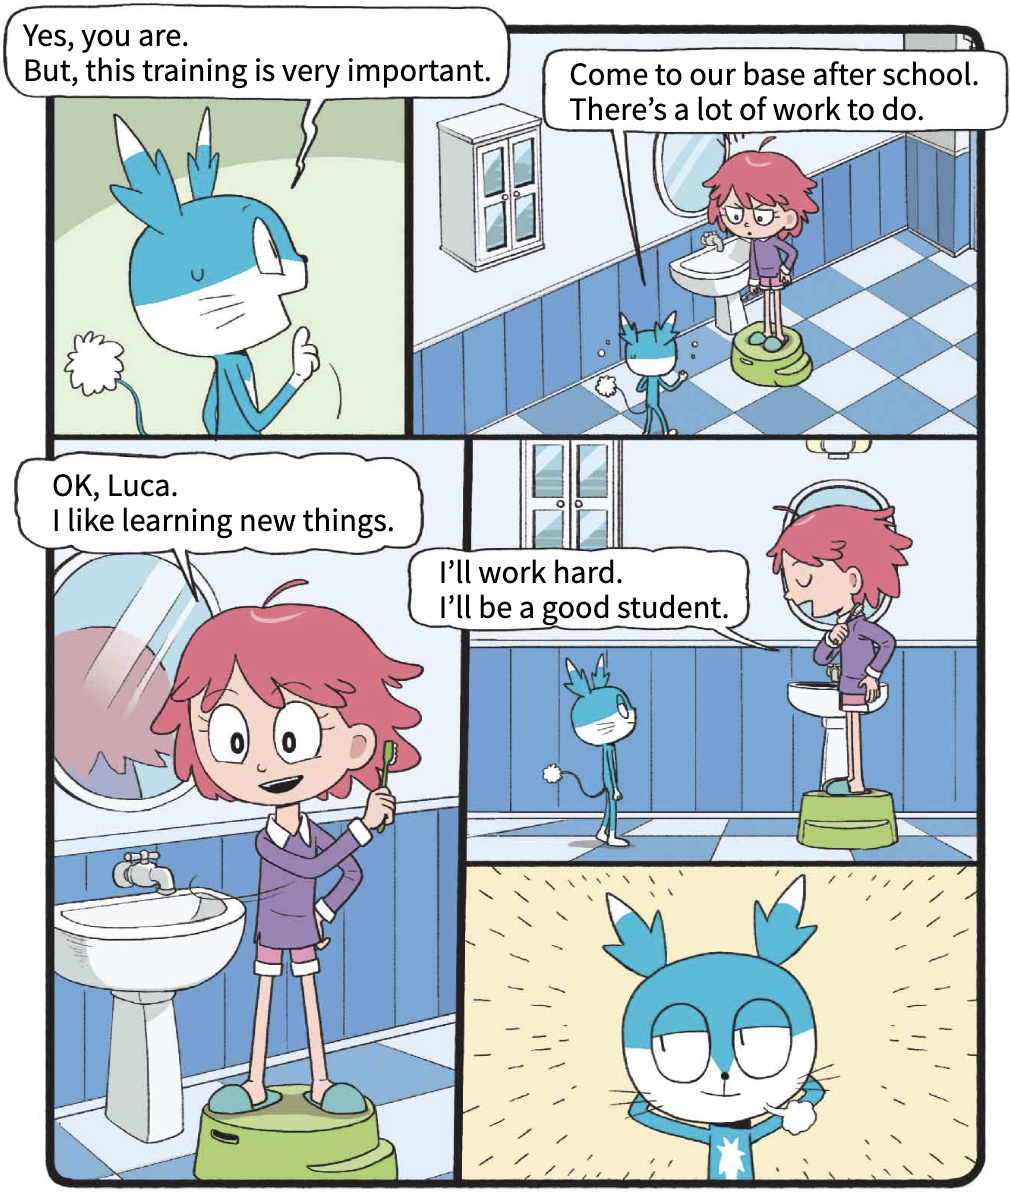 Yes, you are.
But, this training is very important.
Come to our base after school.
There's a lot of work to do.
OK, Luca.
I like learning new things.
I'll work hard.
I'll be a good student.